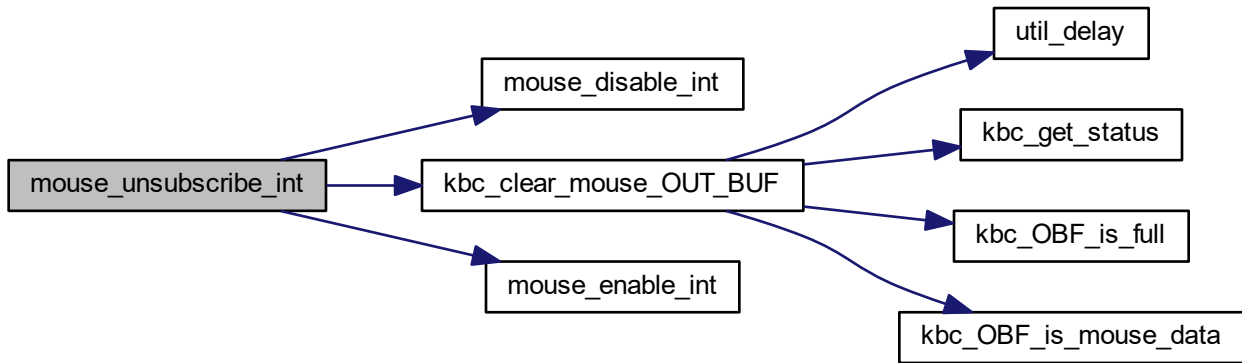 mouse_unsubscribe_int
mouse_disable_int
kbc_clear_mouse_OUT_BUF
mouse_enable_int
util_delay
kbc_get_status
kbc_OBF_is_full
kbc_OBF_is_mouse_data